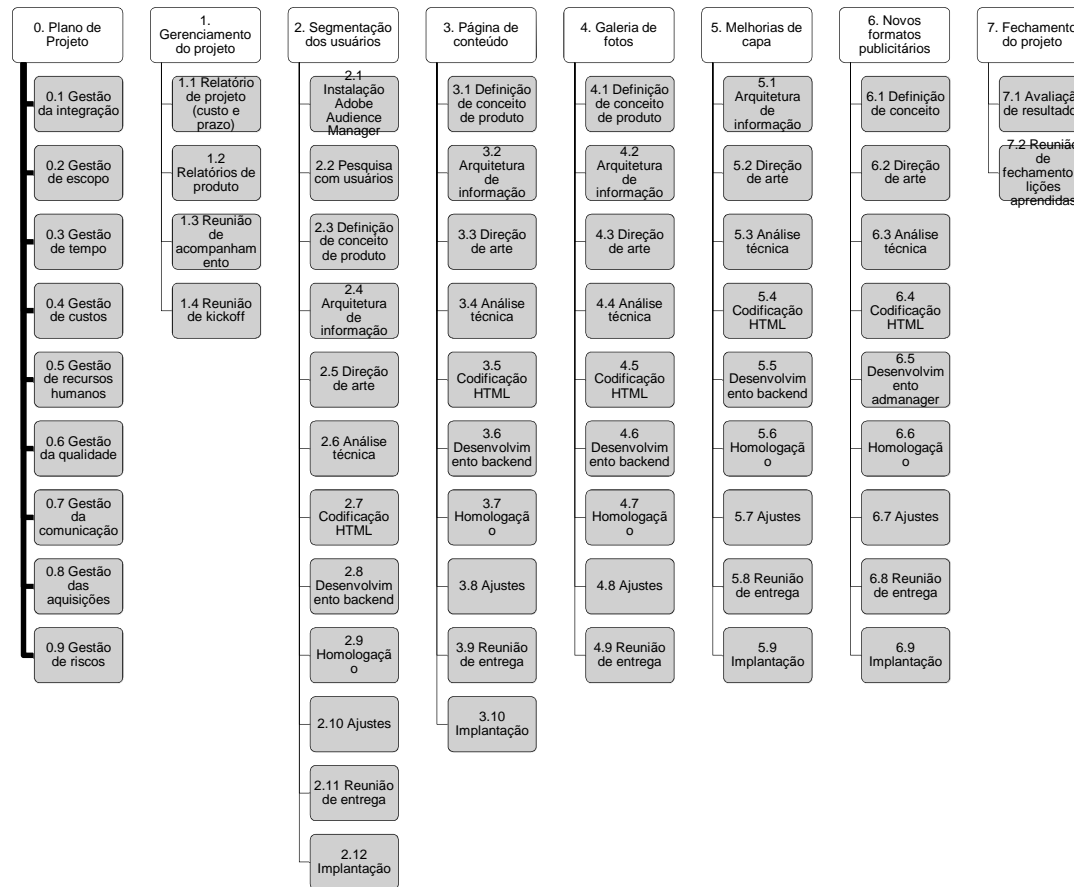 0. Plano de
Projeto
0.1 Gestão
da integração
0.2 Gestão
de escopo
0.3 Gestão
de tempo
0.4 Gestão
de custos
0.5 Gestão
de recursos
humanos
0.6 Gestão
da qualidade
0.7 Gestão
da
comunicação
0.8 Gestão
das
aquisições
0.9 Gestão
de riscos
1.
Gerenciamento
do projeto
1.1 Relatório
de projeto
(custo e
prazo)
1.2
Relatórios de
produto
1.3 Reunião
de
acompanham
ento
1.4 Reunião
de kickoff
2. Segmentação
dos usuários
2.1
Instalação
Adobe
Audience
Manager
2.2 Pesquisa
com usuários
2.3 Definição
de conceito
de produto
2.4
Arquitetura
de
informação
2.5 Direção
de arte
2.6 Análise
técnica
2.7
Codificação
HTML
2.8
Desenvolvim
ento backend
2.9
Homologaçã
o
2.10 Ajustes
2.11 Reunião
de entrega
2.12
Implantação
3. Página de
conteúdo
3.1 Definição
de conceito
de produto
3.2
Arquitetura
de
informação
3.3 Direção
de arte
3.4 Análise
técnica
3.5
Codificação
HTML
3.6
Desenvolvim
ento backend
3.7
Homologaçã
o
3.8 Ajustes
3.9 Reunião
de entrega
3.10
Implantação
4. Galeria de
fotos
4.1 Definição
de conceito
de produto
4.2
Arquitetura
de
informação
4.3 Direção
de arte
4.4 Análise
técnica
4.5
Codificação
HTML
4.6
Desenvolvim
ento backend
4.7
Homologaçã
o
4.8 Ajustes
4.9 Reunião
de entrega
5. Melhorias de
capa
5.1
Arquitetura
de
informação
5.2 Direção
de arte
5.3 Análise
técnica
5.4
Codificação
HTML
5.5
Desenvolvim
ento backend
5.6
Homologaçã
o
5.7 Ajustes
5.8 Reunião
de entrega
5.9
Implantação
6. Novos
formatos
publicitários
6.1 Definição
de conceito
6.2 Direção
de arte
6.3 Análise
técnica
6.4
Codificação
HTML
6.5
Desenvolvim
ento
admanager
6.6
Homologaçã
o
6.7 Ajustes
6.8 Reunião
de entrega
6.9
Implantação
7. Fechamento
do projeto
7.1 Avaliaçã
de resultado
7.2 Reunião
de
fechamento
lições
aprendidas